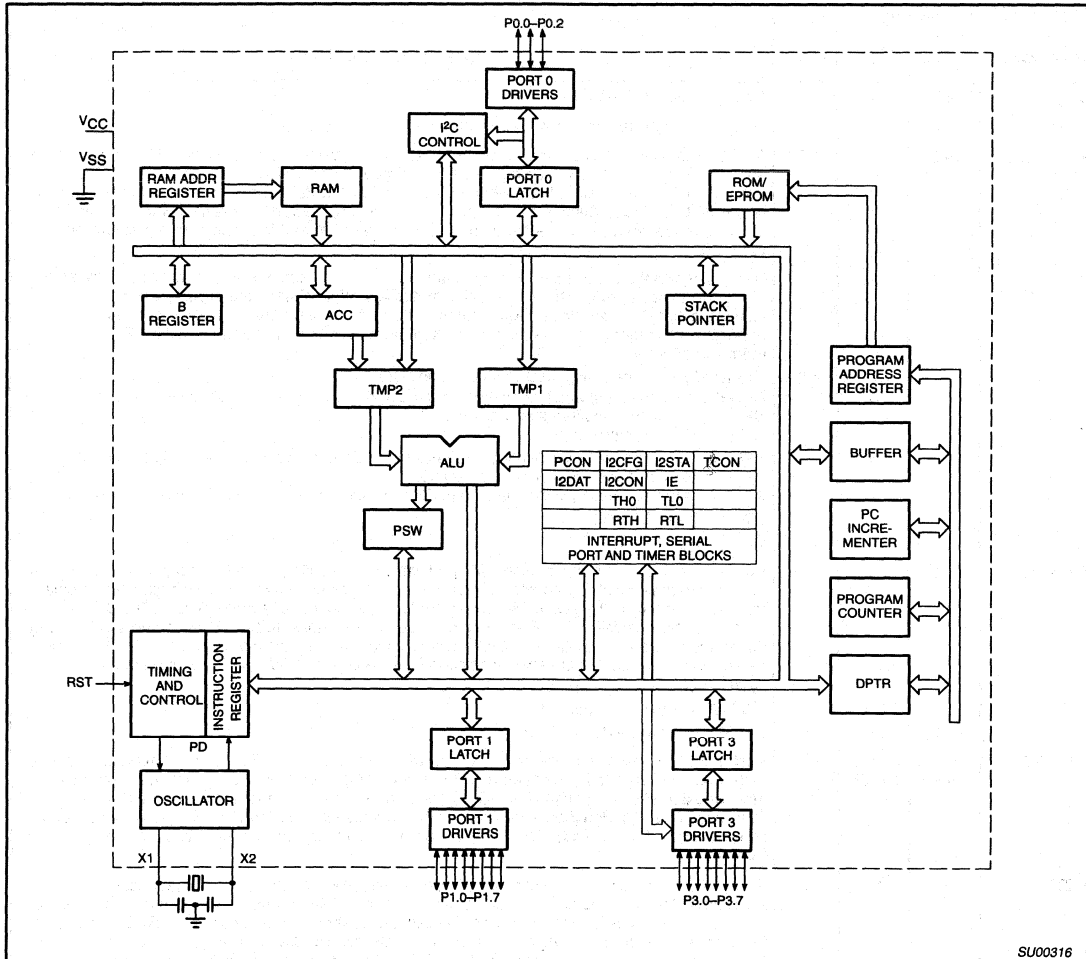 P0.0–P0.2
PORT 0
DRIVERS
VCC
VSS
I²C
CONTROL
RAM ADDR
REGISTER
RAM
PORT 0
LATCH
ROM/
EPROM
B
REGISTER
ACC
STACK
POINTER
TMP2
TMP1
PROGRAM
ADDRESS
REGISTER
ALU
BUFFER
PCON I2CFG I2STA TCON
I2DAT I2CON IE
TH0 TL0
RTH RTL
INTERRUPT, SERIAL
PORT AND TIMER BLOCKS
PSW
PC
INCRE-
MENTER
PROGRAM
COUNTER
RST
TIMING
AND
CONTROL
INSTRUCTION
REGISTER
DPTR
PD
PORT 1
LATCH
PORT 3
LATCH
OSCILLATOR
PORT 1
DRIVERS
PORT 3
DRIVERS
X1
X2
P1.0–P1.7
P3.0–P3.7
SU00316